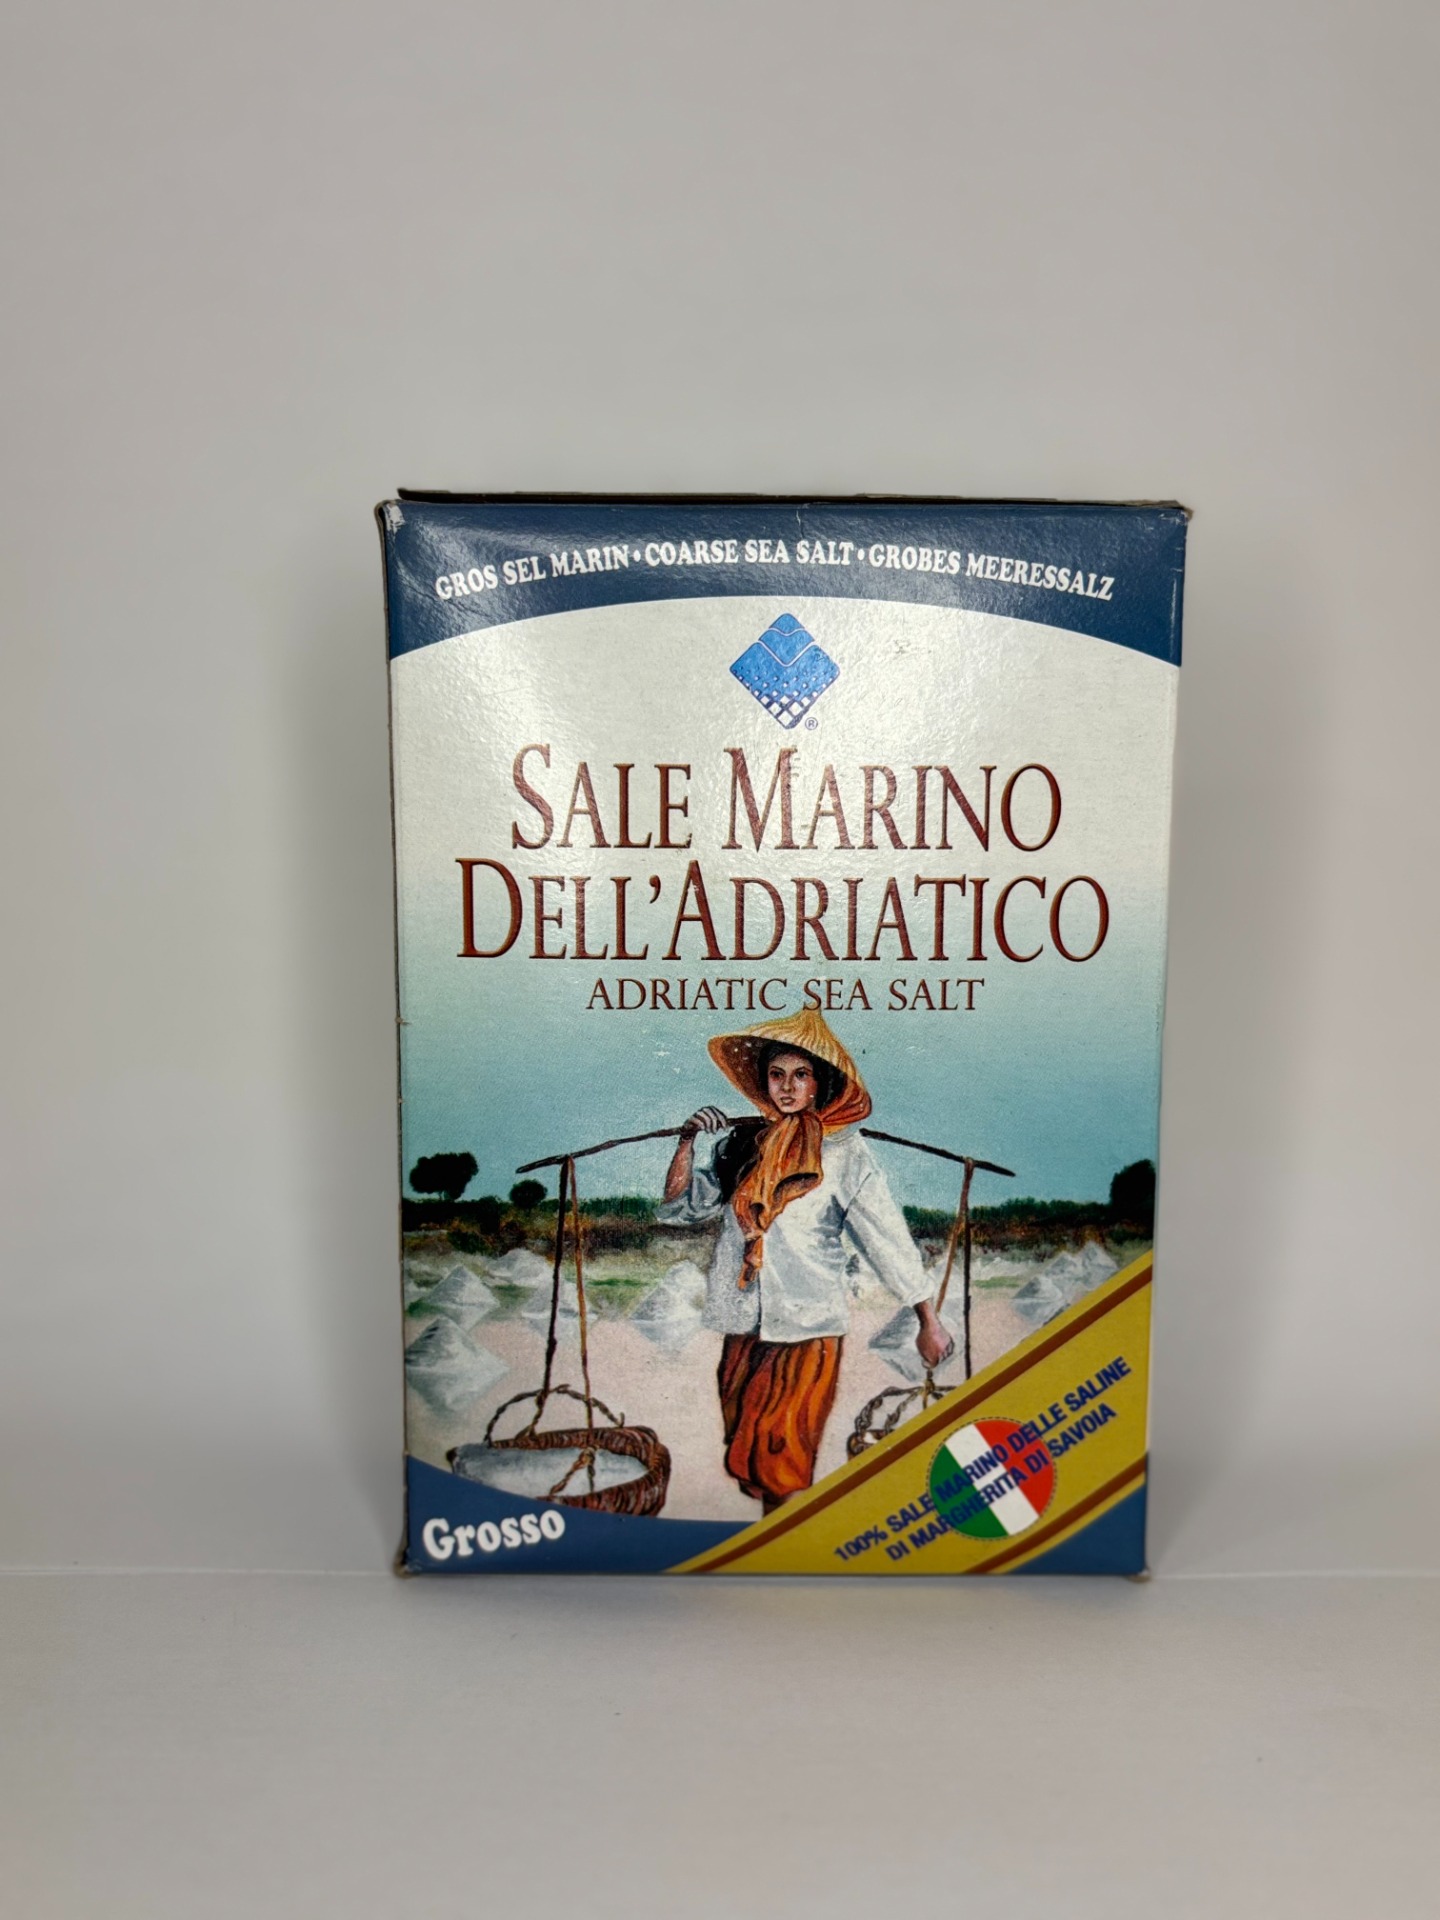 GROS SEL MARIN • COARSE SEA SALT • GROBES MEERESSALZ
®
SALE MARINO
DELL'ADRIATICO
ADRIATIC SEA SALT
Grosso
100% SALE MARINO DELLE SALINE
DI MARGHERITA DI SAVOIA